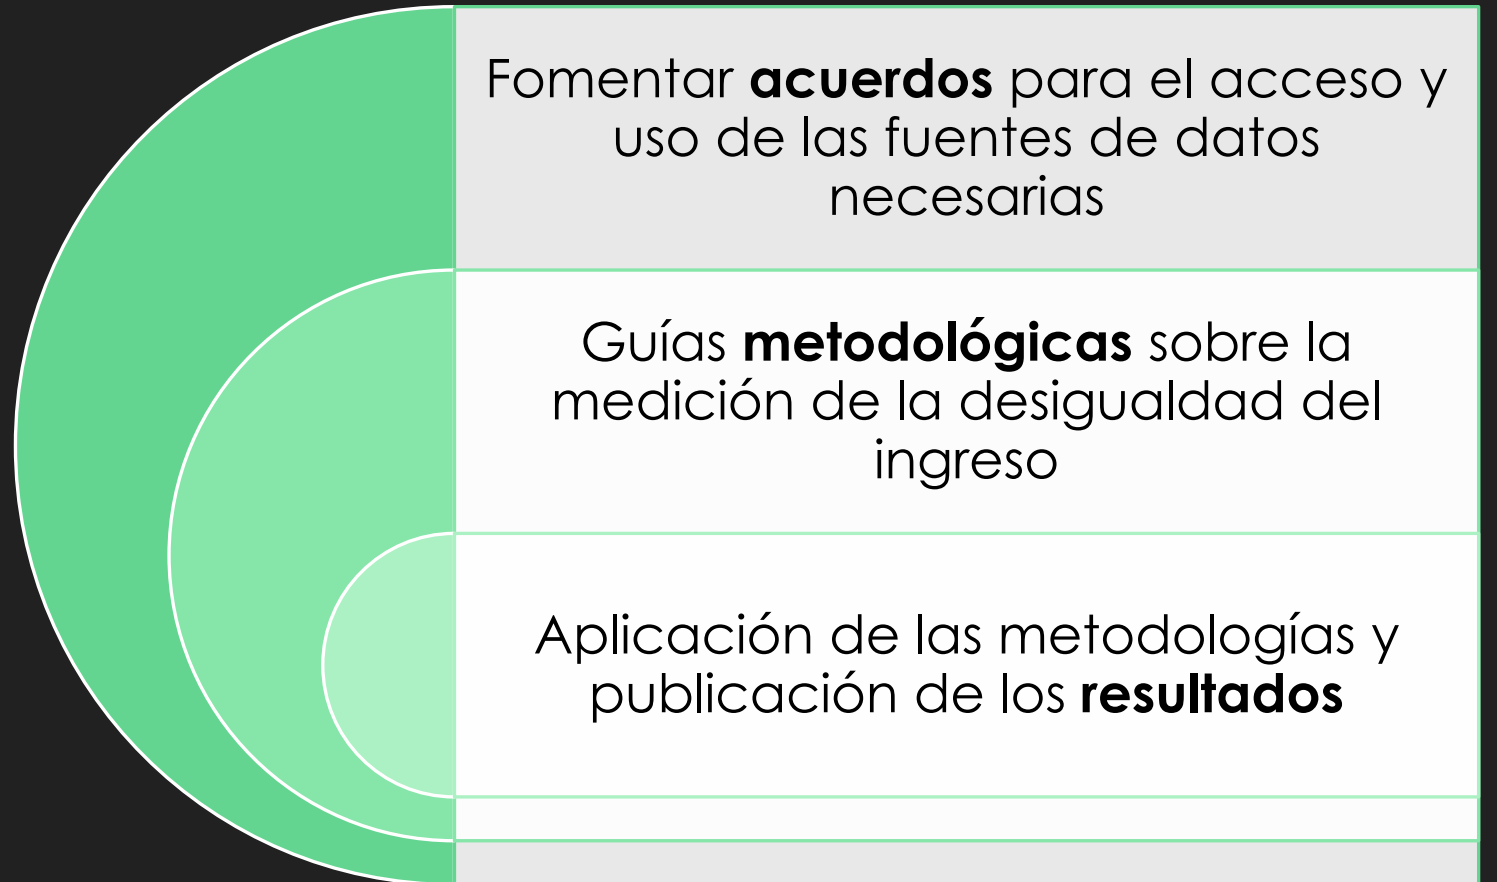 Fomentar acuerdos para el acceso y
uso de las fuentes de datos
necesarias
Guías metodológicas sobre la
medición de la desigualdad del
ingreso
Aplicación de las metodologías y
publicación de los resultados